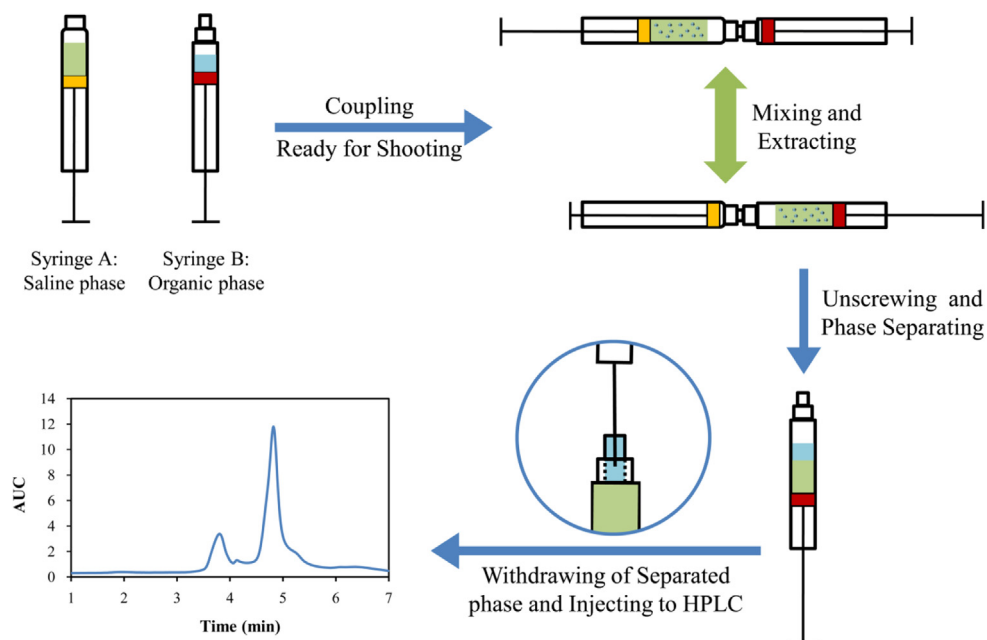 Syringe A:
Saline phase
Syringe B:
Organic phase
Coupling
Ready for Shooting
Mixing and
Extracting
Unscrewing and
Phase Separating
Withdrawing of Separated
phase and Injecting to HPLC
AUC
14
12
10
8
6
4
2
0
1 2 3 4 5 6 7
Time (min)